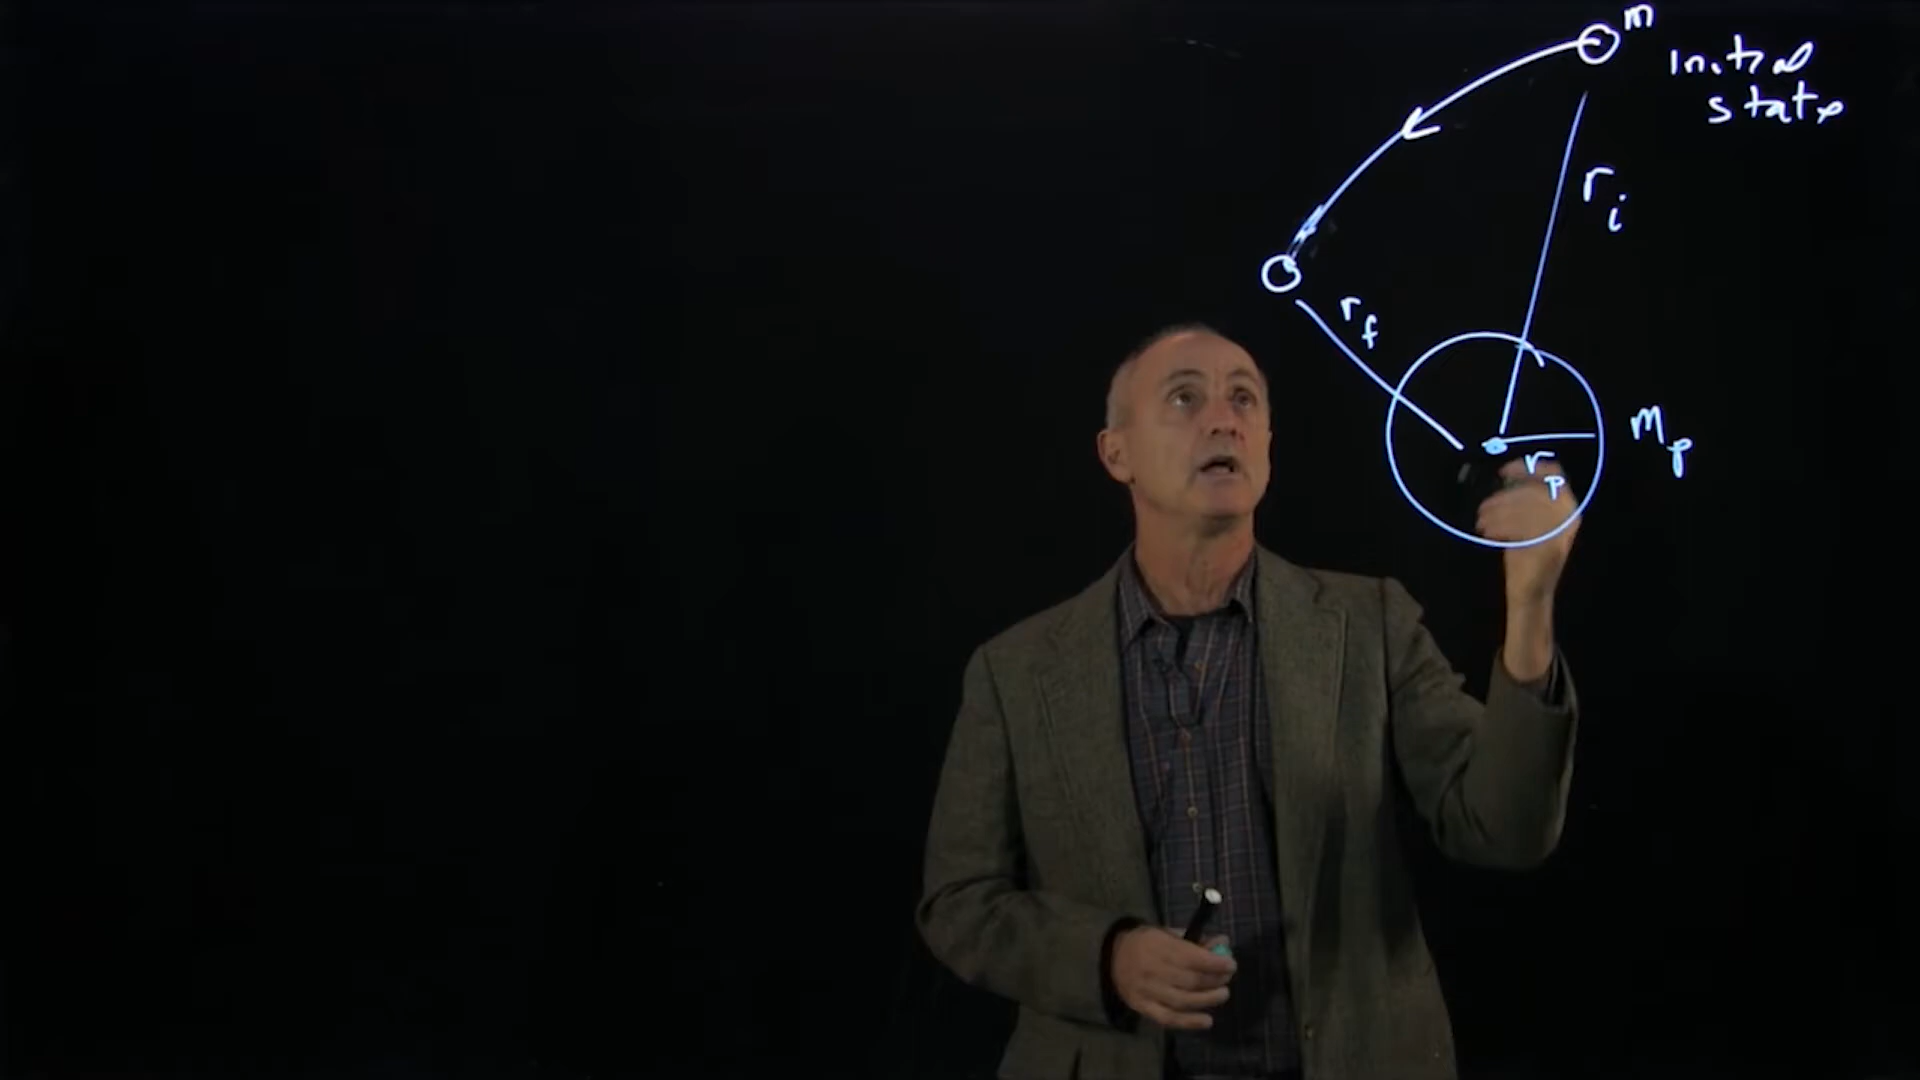 m
initial
state
r_i
r_f
m_p
r_p